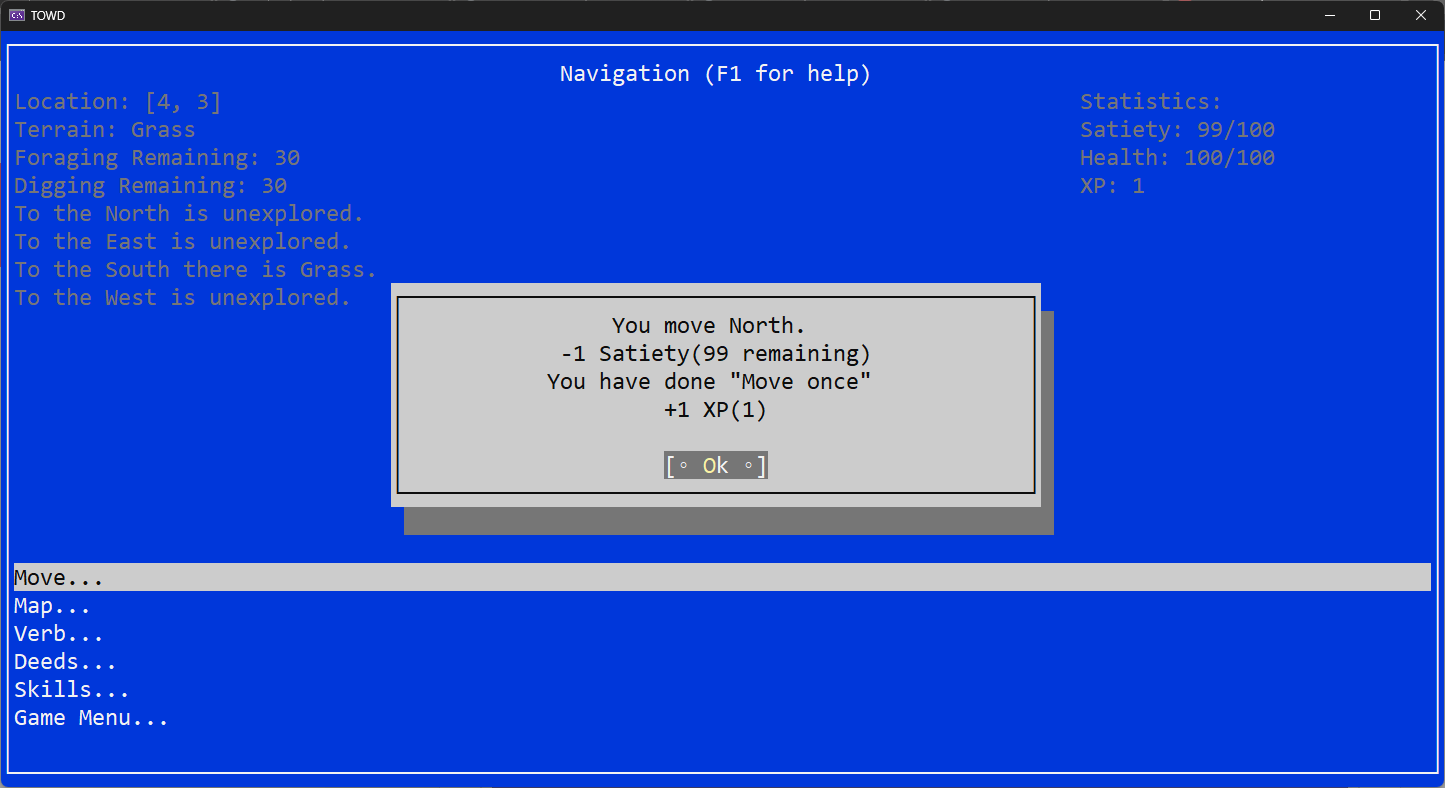 TOWD
Navigation (F1 for help)
Location: [4, 3]
Terrain: Grass
Foraging Remaining: 30
Digging Remaining: 30
To the North is unexplored.
To the East is unexplored.
To the South there is Grass.
To the West is unexplored.
Statistics:
Satiety: 99/100
Health: 100/100
XP: 1
You move North.
-1 Satiety(99 remaining)
You have done "Move once"
+1 XP(1)
[◦ Ok ◦]
Move...
Map...
Verb...
Deeds...
Skills...
Game Menu...